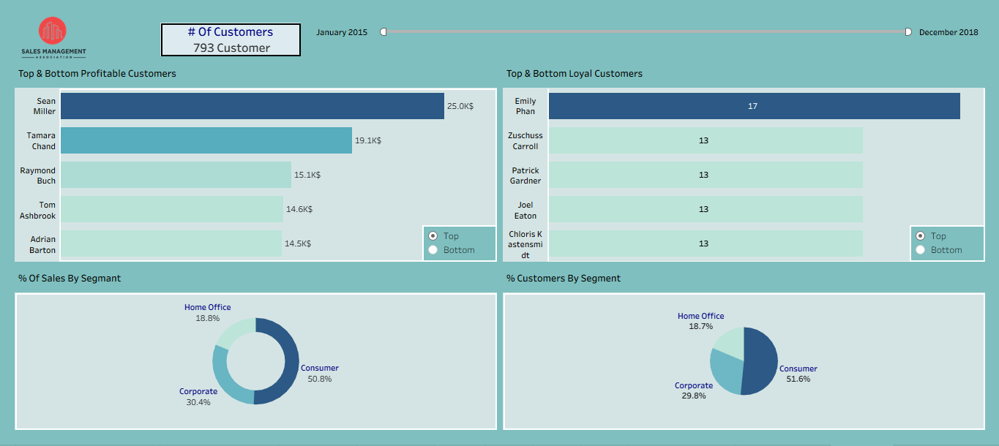 SALES MANAGEMENT
ASSOCIATION
# Of Customers
793 Customer
January 2015
December 2018
Top & Bottom Profitable Customers
Sean
Miller
25.0K$
Tamara
Chand
19.1K$
Raymond
Buch
15.1K$
Tom
Ashbrook
14.6K$
Adrian
Barton
14.5K$
Top
Bottom
Top & Bottom Loyal Customers
Emily
Phan
17
Zuschuss
Carroll
13
Patrick
Gardner
13
Joel
Eaton
13
Chloris K
astensmi
dt
13
Top
Bottom
% Of Sales By Segmant
Home Office
18.8%
Consumer
50.8%
Corporate
30.4%
% Customers By Segment
Home Office
18.7%
Consumer
51.6%
Corporate
29.8%